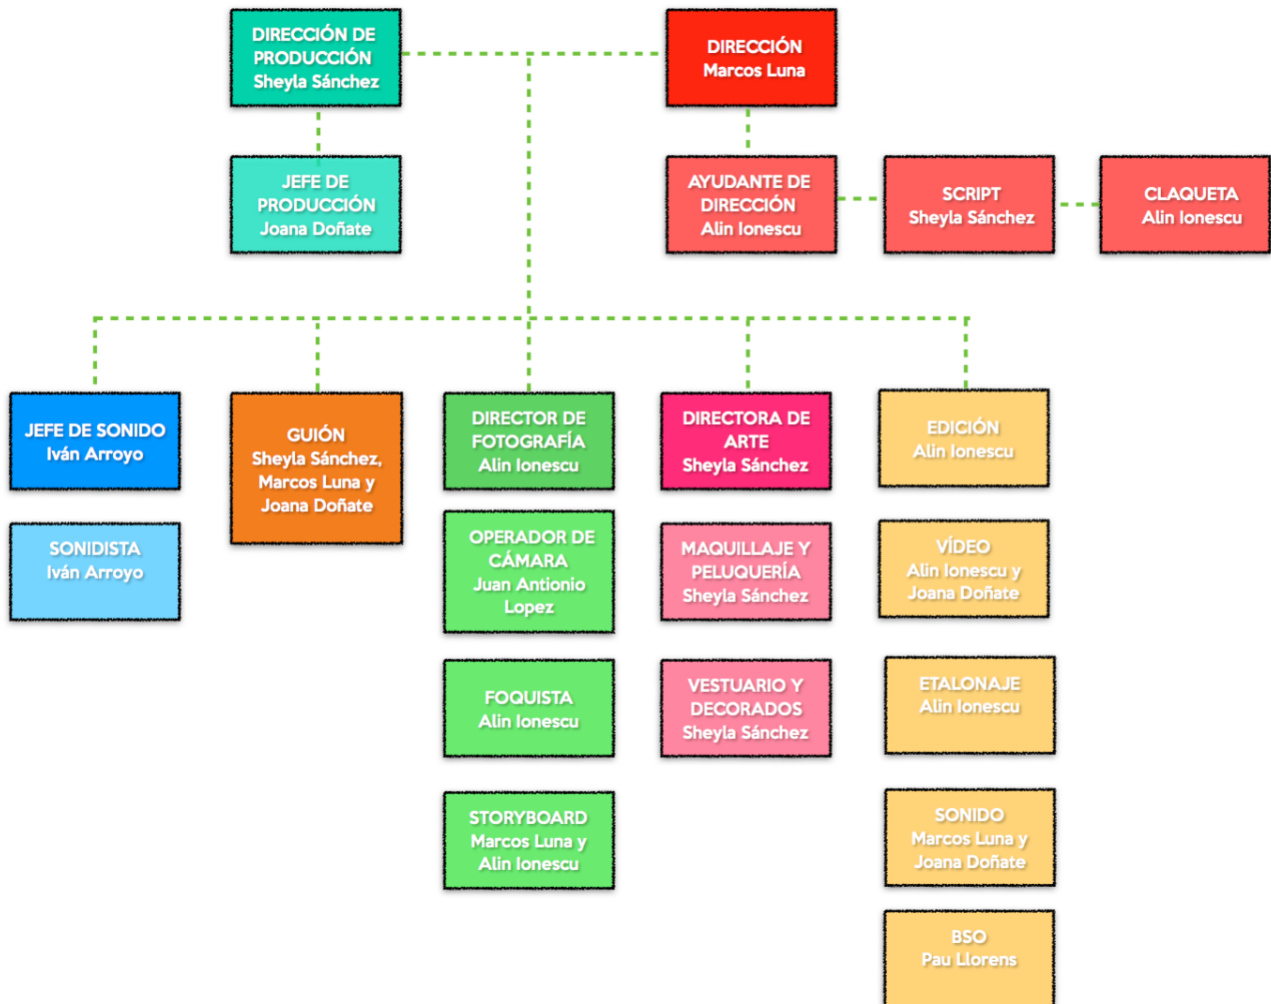 DIRECCIÓN DE
PRODUCCIÓN
Sheyla Sánchez
DIRECCIÓN
Marcos Luna
JEFE DE
PRODUCCIÓN
Joana Doñate
AYUDANTE DE
DIRECCIÓN
Alin Ionescu
SCRIPT
Sheyla Sánchez
CLAQUETA
Alin Ionescu
JEFE DE SONIDO
Iván Arroyo
SONIDISTA
Iván Arroyo
GUIÓN
Sheyla Sánchez,
Marcos Luna y
Joana Doñate
DIRECTOR DE
FOTOGRAFÍA
Alin Ionescu
OPERADOR DE
CÁMARA
Juan Antionio
Lopez
FOQUISTA
Alin Ionescu
STORYBOARD
Marcos Luna y
Alin Ionescu
DIRECTORA DE
ARTE
Sheyla Sánchez
MAQUILLAJE Y
PELUQUERÍA
Sheyla Sánchez
VESTUARIO Y
DECORADOS
Sheyla Sánchez
EDICIÓN
Alin Ionescu
VÍDEO
Alin Ionescu y
Joana Doñate
ETALONAJE
Alin Ionescu
SONIDO
Marcos Luna y
Joana Doñate
BSO
Pau Llorens